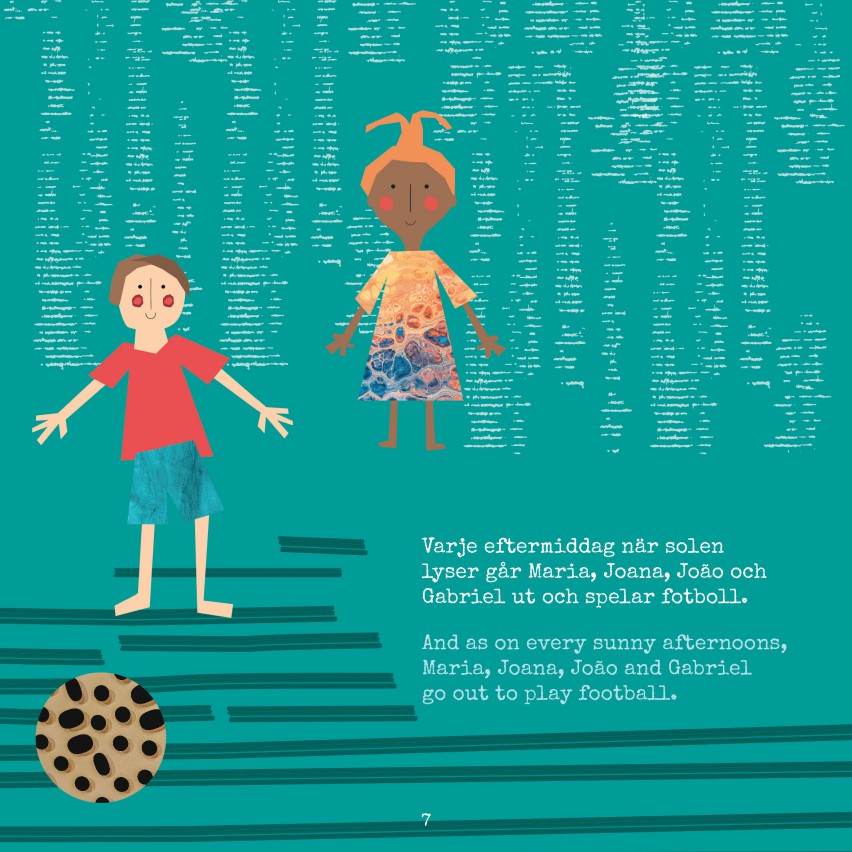 Varje eftermiddag när solen
lyser går Maria, Joana, João och
Gabriel ut och spelar fotboll.
And as on every sunny afternoons,
Maria, Joana, João and Gabriel
go out to play football.
7